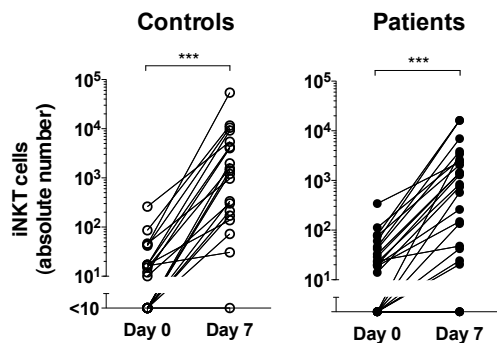 Controls
Patients
iNKT cells
(absolute number)
***
***
10⁵
10⁴
10³
10²
10¹
<10
10⁵
10⁴
10³
10²
10¹
Day 0 Day 7
Day 0 Day 7